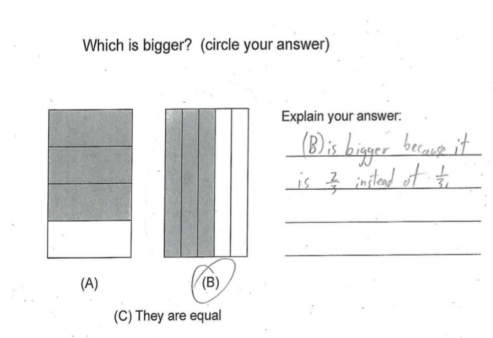 Which is bigger? (circle your answer)
Explain your answer:
(B) is bigger because it
is 2/3 instead of 1/3.
(A)
(B)
(C) They are equal